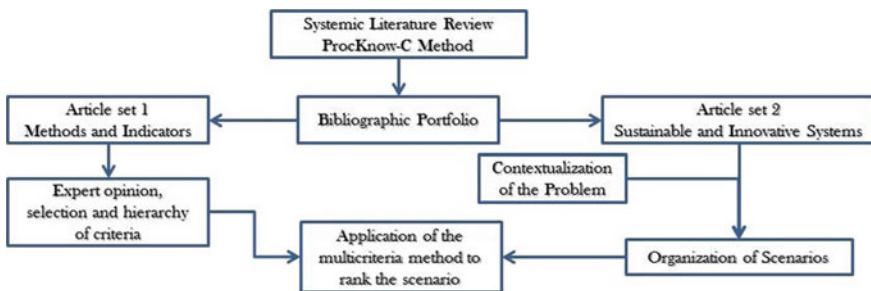 Systemic Literature Review
ProcKnow-C Method
Article set 1
Methods and Indicators
Bibliographic Portfolio
Article set 2
Sustainable and Innovative Systems
Contextualization
of the Problem
Expert opinion,
selection and hierarchy
of criteria
Application of the
multicriteria method to
rank the scenario
Organization of Scenarios